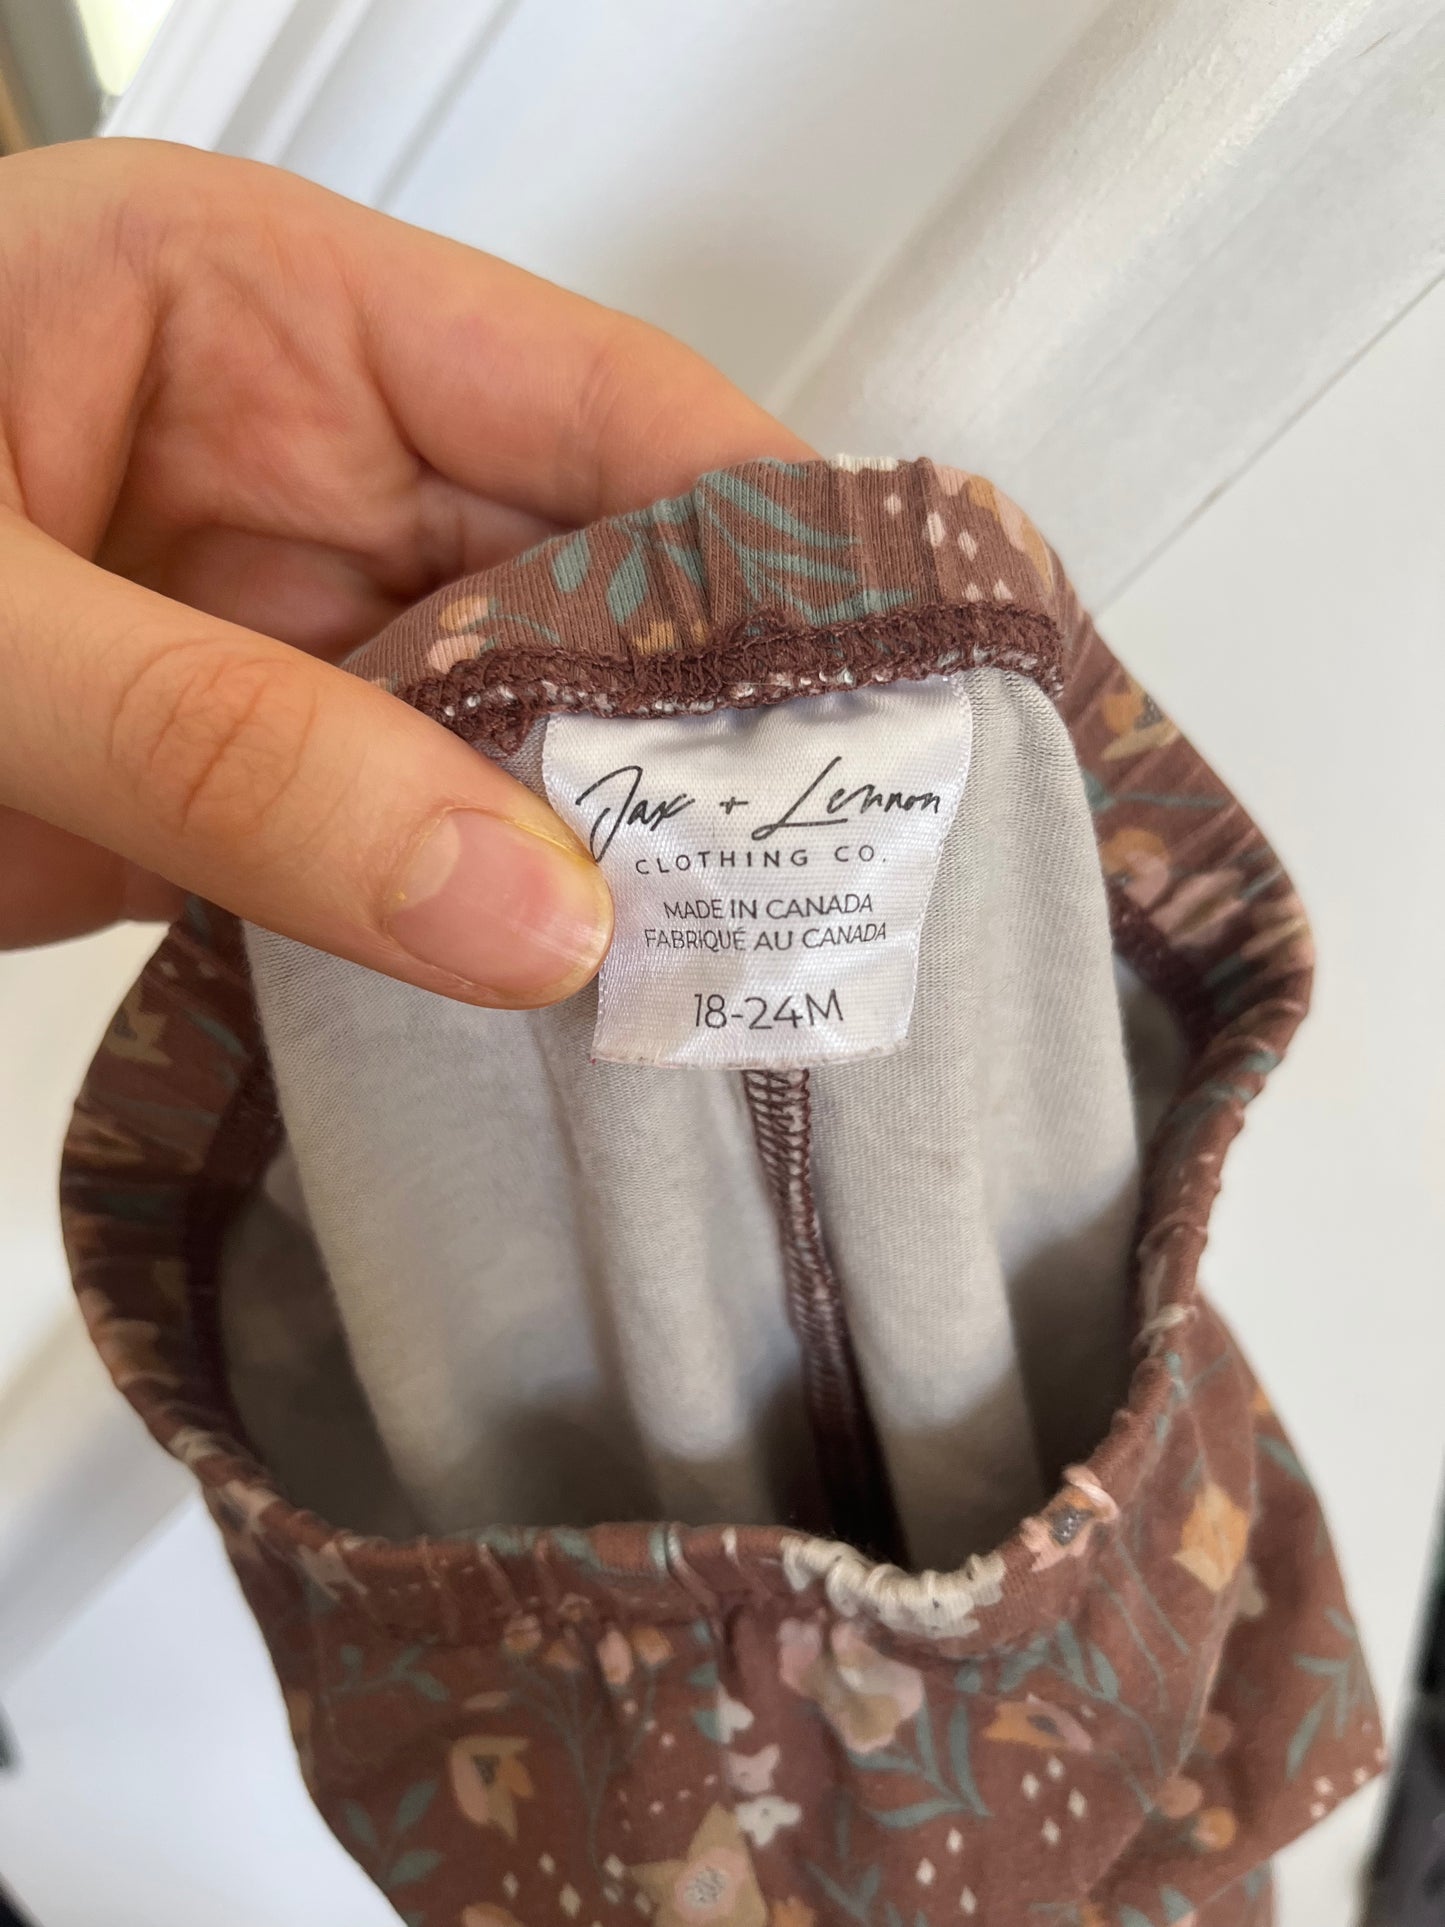 Jax + Lennon
CLOTHING CO.
MADE IN CANADA
FABRIQUÉ AU CANADA
18-24M